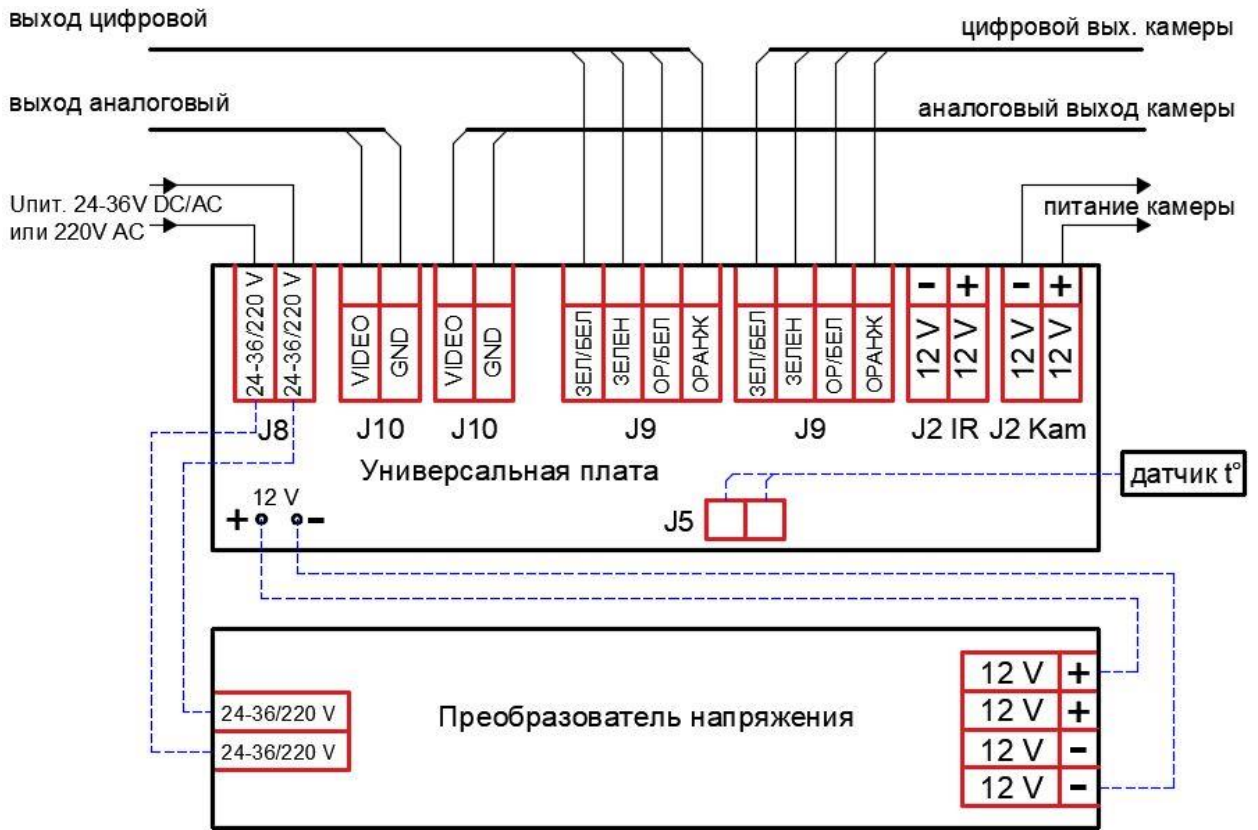 выход цифровой
цифровой вых. камеры
выход аналоговый
аналоговый выход камеры
Uпит. 24-36V DC/AC
или 220V AC
питание камеры
24-36/220 V
24-36/220 V
VIDEO
GND
VIDEO
GND
ЗЕЛ/БЕЛ
ЗЕЛЕН
ОР/БЕЛ
ОРАНЖ
ЗЕЛ/БЕЛ
ЗЕЛЕН
ОР/БЕЛ
ОРАНЖ
12 V -
12 V +
12 V -
12 V +
J8 J10 J10 J9 J9 J2 IR J2 Kam
Универсальная плата
датчик t°
12 V
+ -
J5
12 V +
12 V +
12 V -
12 V -
24-36/220 V
24-36/220 V
Преобразователь напряжения